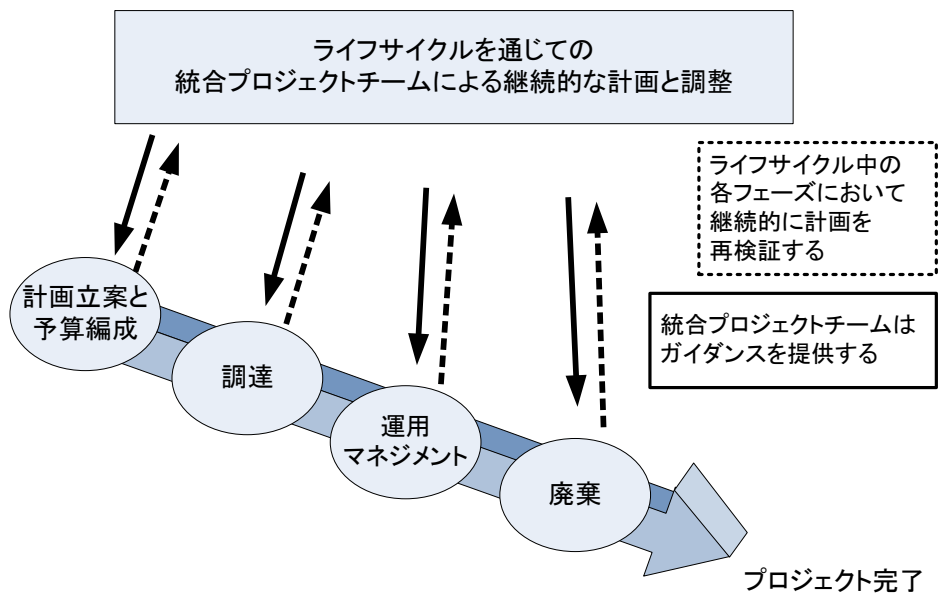 ライフサイクルを通じての
統合プロジェクトチームによる継続的な計画と調整
ライフサイクル中の
各フェーズにおいて
継続的に計画を
再検証する
統合プロジェクトチームは
ガイダンスを提供する
計画立案と
予算編成
調達
運用
マネジメント
廃棄
プロジェクト完了